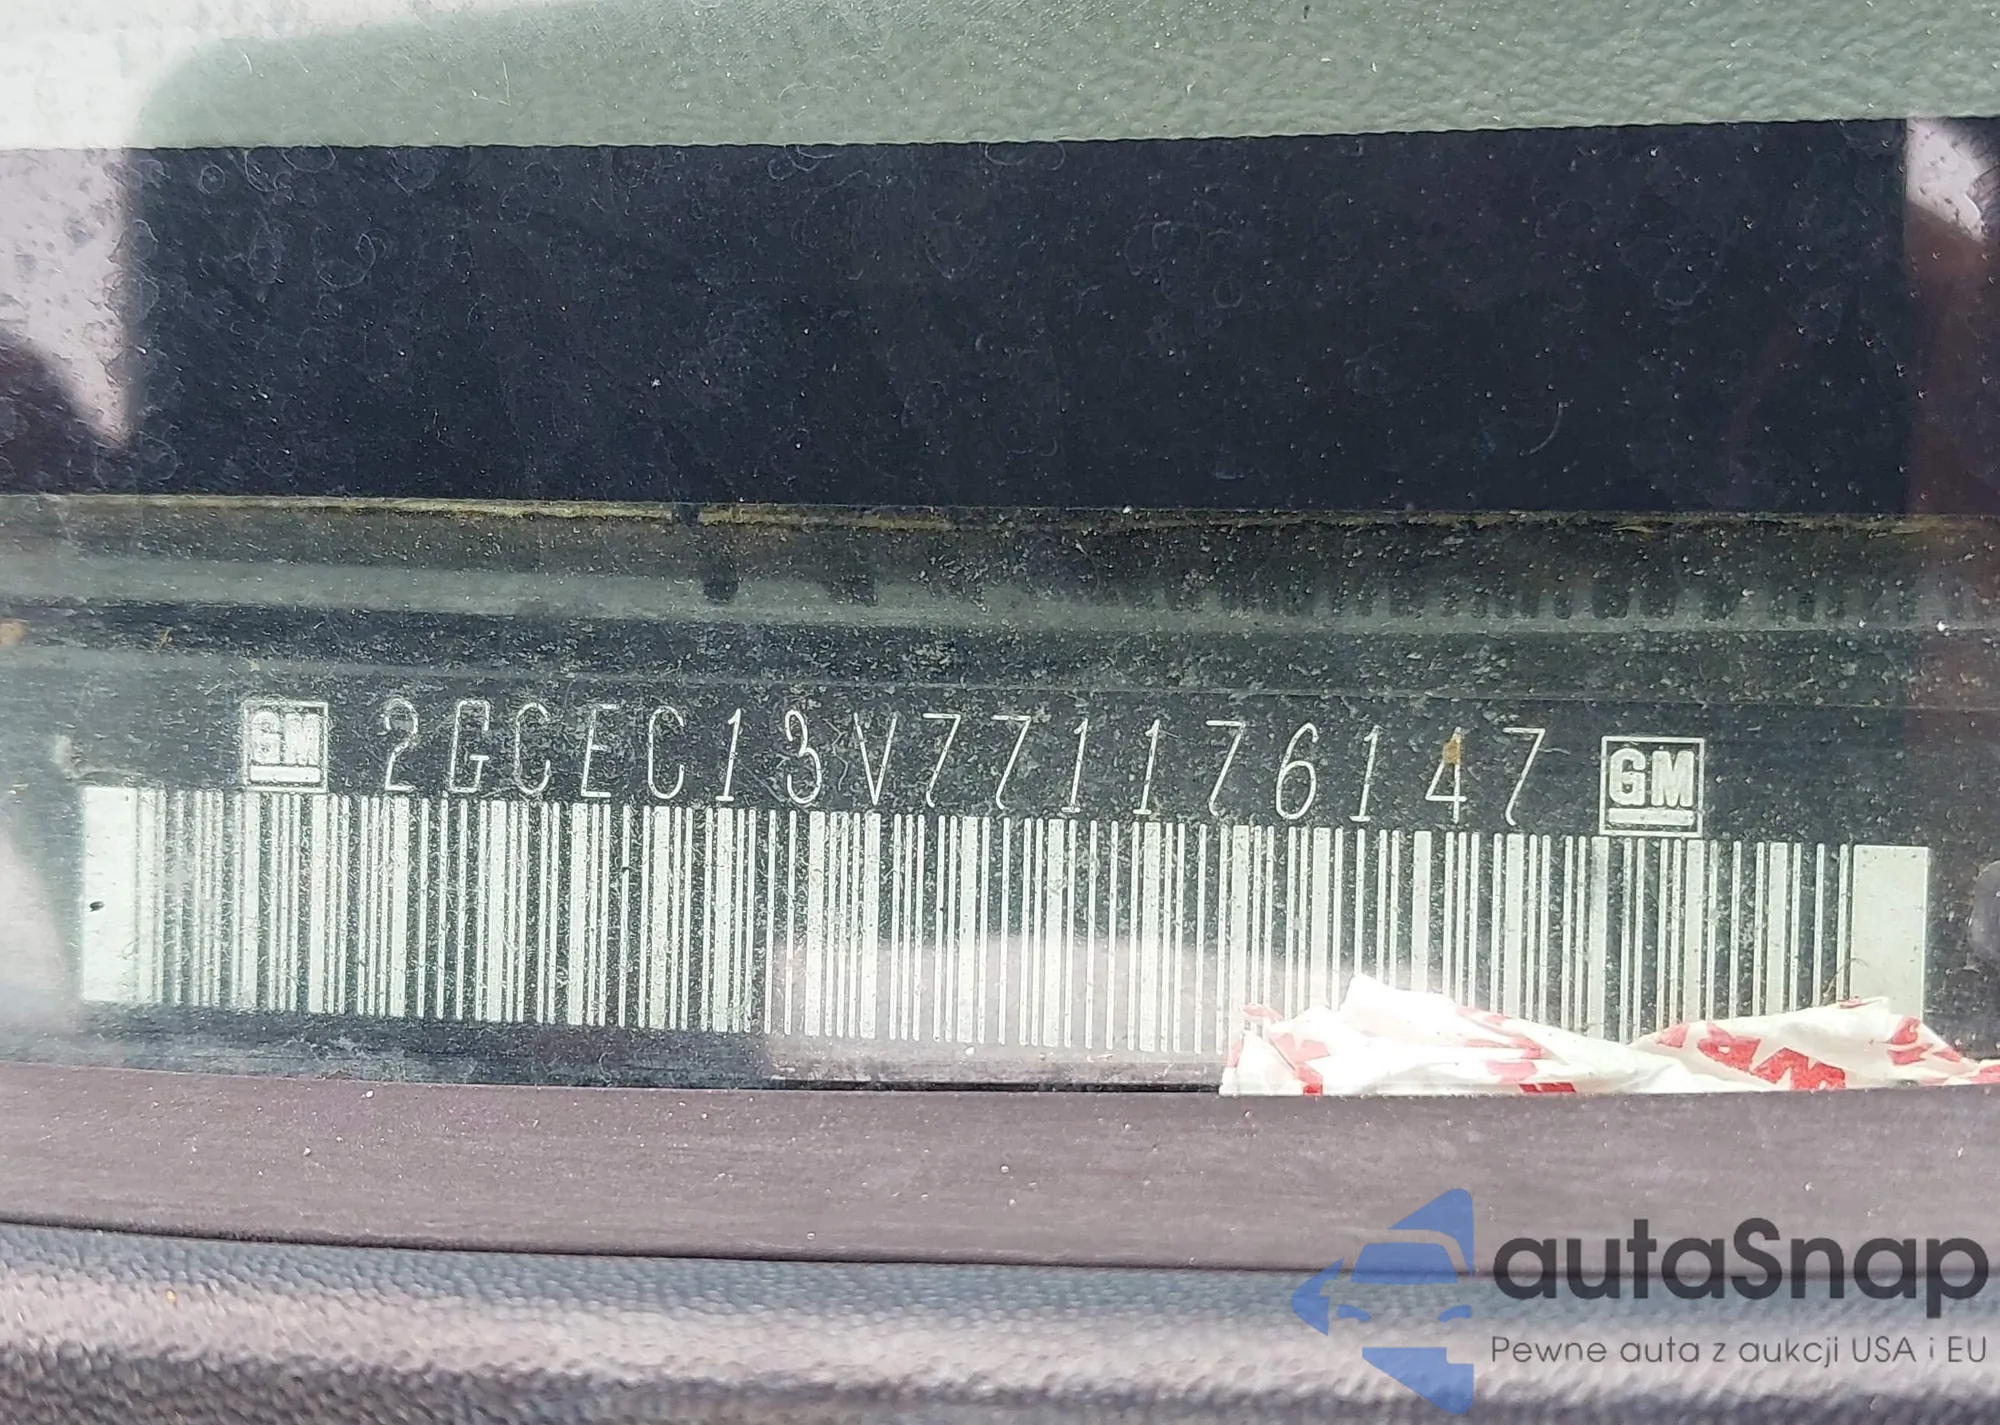 GM 2GCEC13V771176147 GM
autaSnap
Pewne auta z aukcji USA i EU